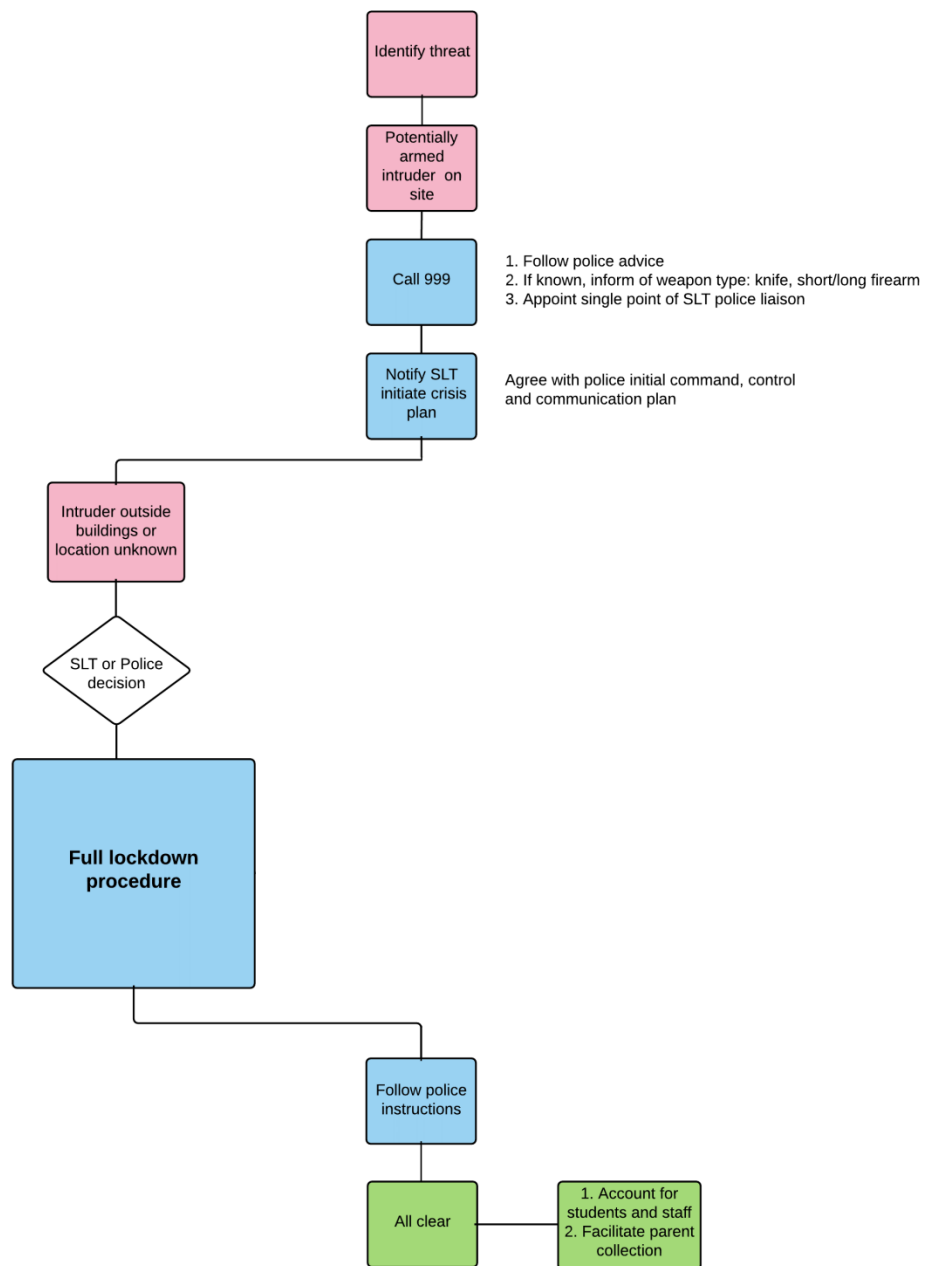 Identify threat
Potentially
armed
intruder on
site
Call 999
1. Follow police advice
2. If known, inform of weapon type: knife, short/long firearm
3. Appoint single point of SLT police liaison
Notify SLT
initiate crisis
plan
Agree with police initial command, control
and communication plan
Intruder outside
buildings or
location unknown
SLT or Police
decision
Full lockdown
procedure
Follow police
instructions
All clear
1. Account for
students and staff
2. Facilitate parent
collection